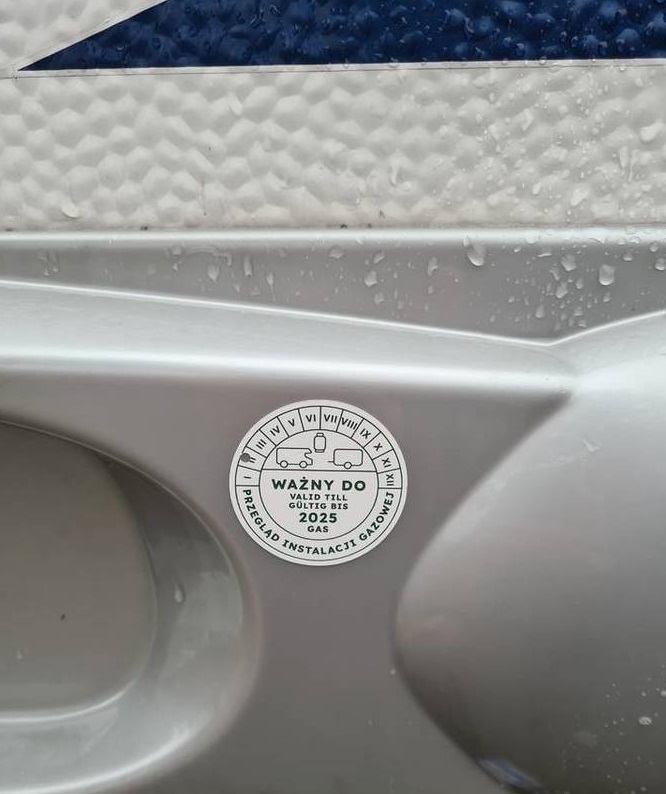 I II III IV V VI VII VIII IX X XI XII
WAŻNY DO
VALID TILL
GÜLTIG BIS
2025
GAS
PRZEGLĄD INSTALACJI GAZOWEJ